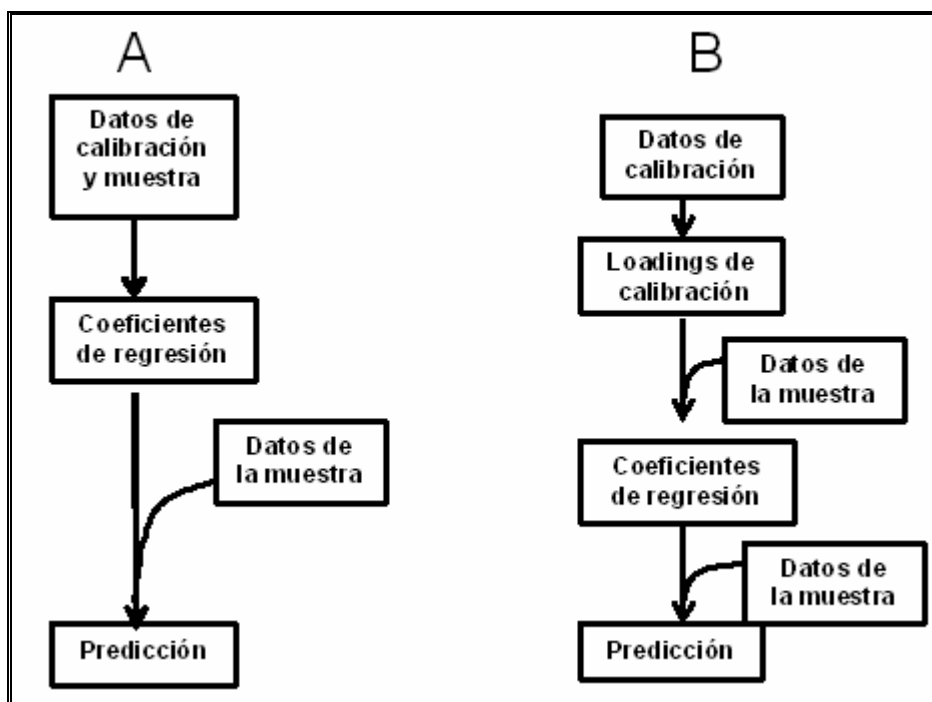 A
Datos de
calibración
y muestra
Coeficientes
de regresión
Datos de
la muestra
Predicción
B
Datos de
calibración
Loadings de
calibración
Datos de
la muestra
Coeficientes
de regresión
Datos de
la muestra
Predicción